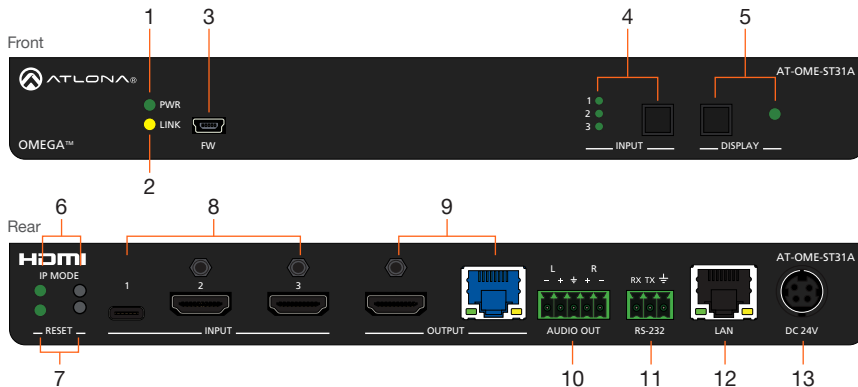 1 3 4 5
Front
ATLONA®
AT-OME-ST31A
PWR
LINK
1
2
3
OMEGA™
FW
INPUT
DISPLAY
2
6 8 9
Rear
HDMI
AT-OME-ST31A
IP MODE
1 2 3
L R
– + + –
RX TX
RESET
INPUT
OUTPUT
AUDIO OUT
RS-232
LAN
DC 24V
7 10 11 12 13